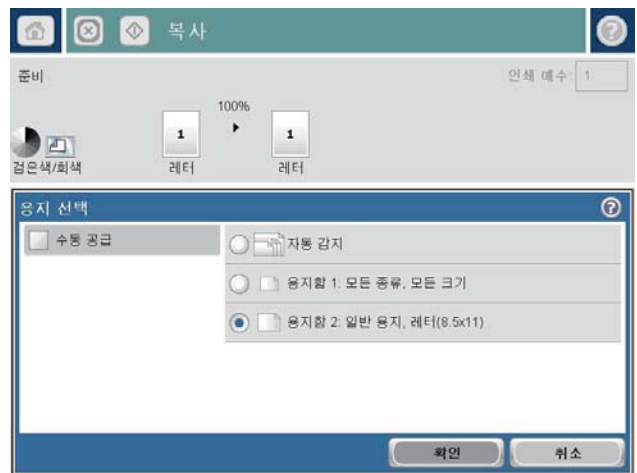 복사
준비
인쇄 매수: 1
100%
1
1
검은색/회색
레터
레터
용지 선택
수동 공급
자동 감지
용지함 1: 모든 종류, 모든 크기
용지함 2: 일반 용지, 레터(8.5x11)
확인
취소